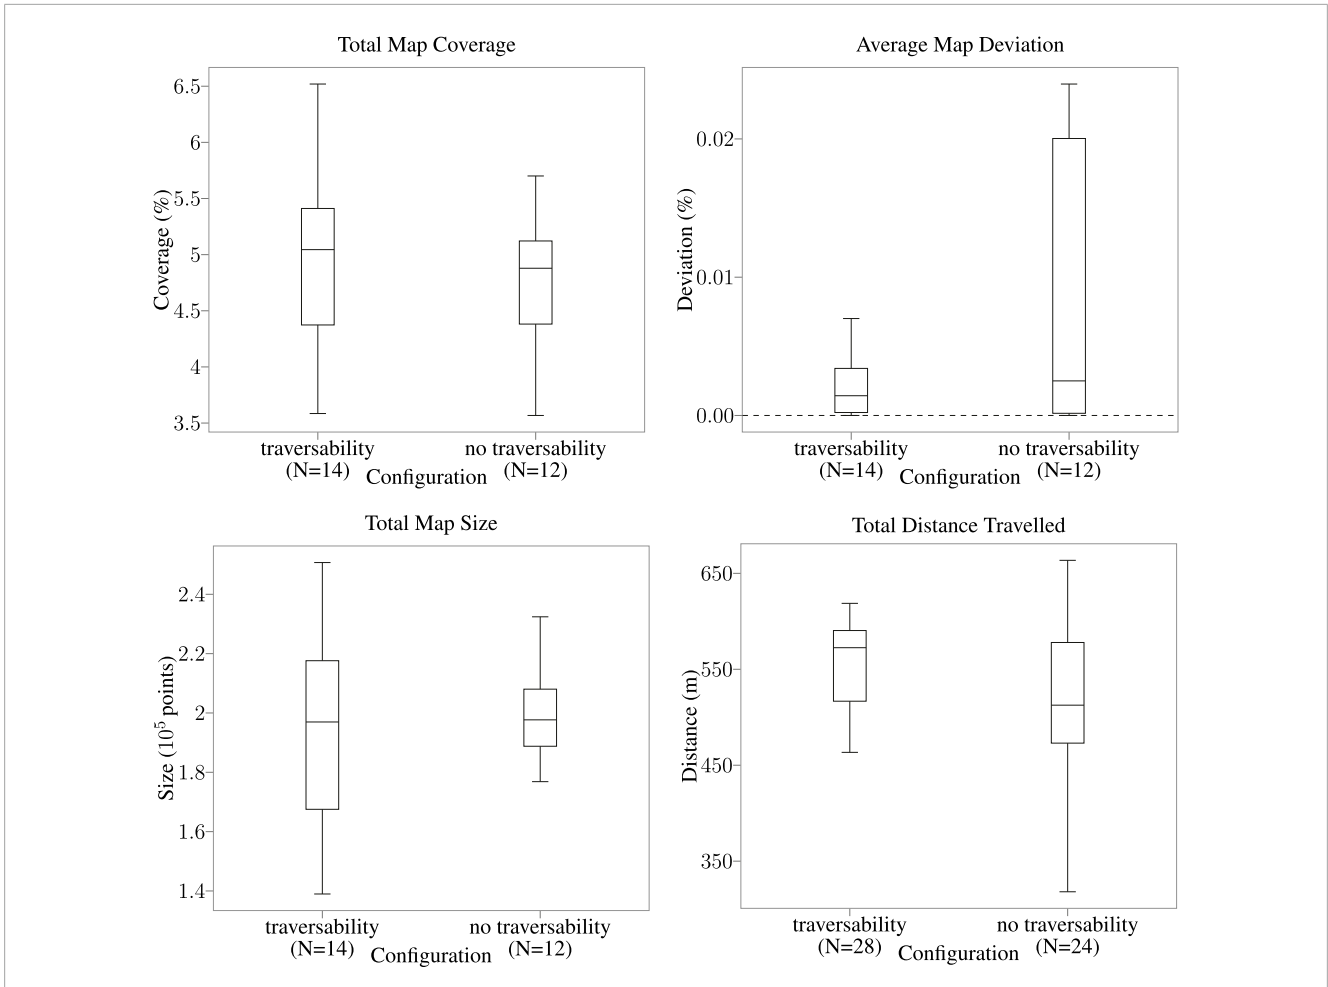 Total Map Coverage
Coverage (%)
6.5
6
5.5
5
4.5
4
3.5
traversability
(N=14)
no traversability
(N=12)
Configuration
Average Map Deviation
Deviation (%)
0.02
0.01
0.00
traversability
(N=14)
no traversability
(N=12)
Configuration
Total Map Size
Size (10⁵ points)
2.4
2.2
2
1.8
1.6
1.4
traversability
(N=14)
no traversability
(N=12)
Configuration
Total Distance Travelled
Distance (m)
650
550
450
350
traversability
(N=28)
no traversability
(N=24)
Configuration